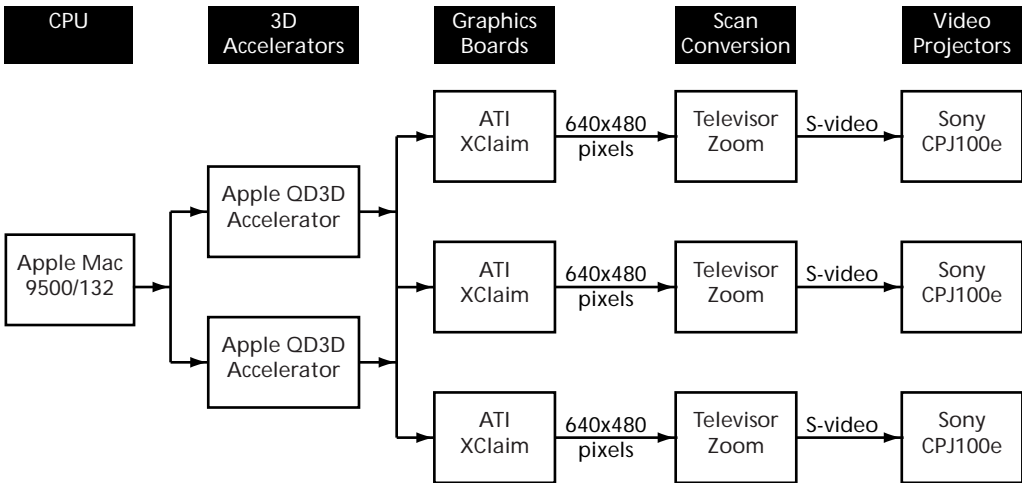 CPU
3D
Accelerators
Graphics
Boards
Scan
Conversion
Video
Projectors
ATI
XClaim
640x480
pixels
Televisor
Zoom
S-video
Sony
CPJ100e
Apple QD3D
Accelerator
Apple Mac
9500/132
ATI
XClaim
640x480
pixels
Televisor
Zoom
S-video
Sony
CPJ100e
Apple QD3D
Accelerator
ATI
XClaim
640x480
pixels
Televisor
Zoom
S-video
Sony
CPJ100e